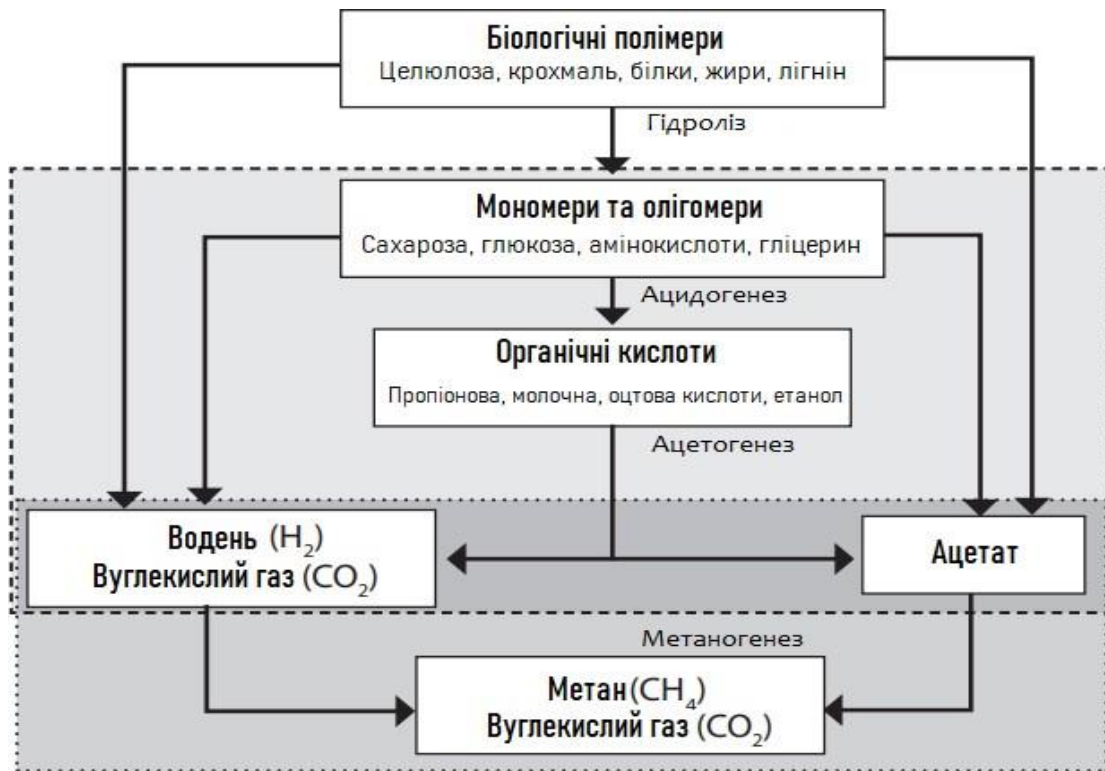 Біологічні полімери
Целюлоза, крохмаль, білки, жири, лігнін
Гідроліз
Мономери та олігомери
Сахароза, глюкоза, амінокислоти, гліцерин
Ацидогенез
Органічні кислоти
Пропіонова, молочна, оцтова кислоти, етанол
Ацетогенез
Водень (H₂)
Вуглекислий газ (CO₂)
Ацетат
Метаногенез
Метан(CH₄)
Вуглекислий газ (CO₂)